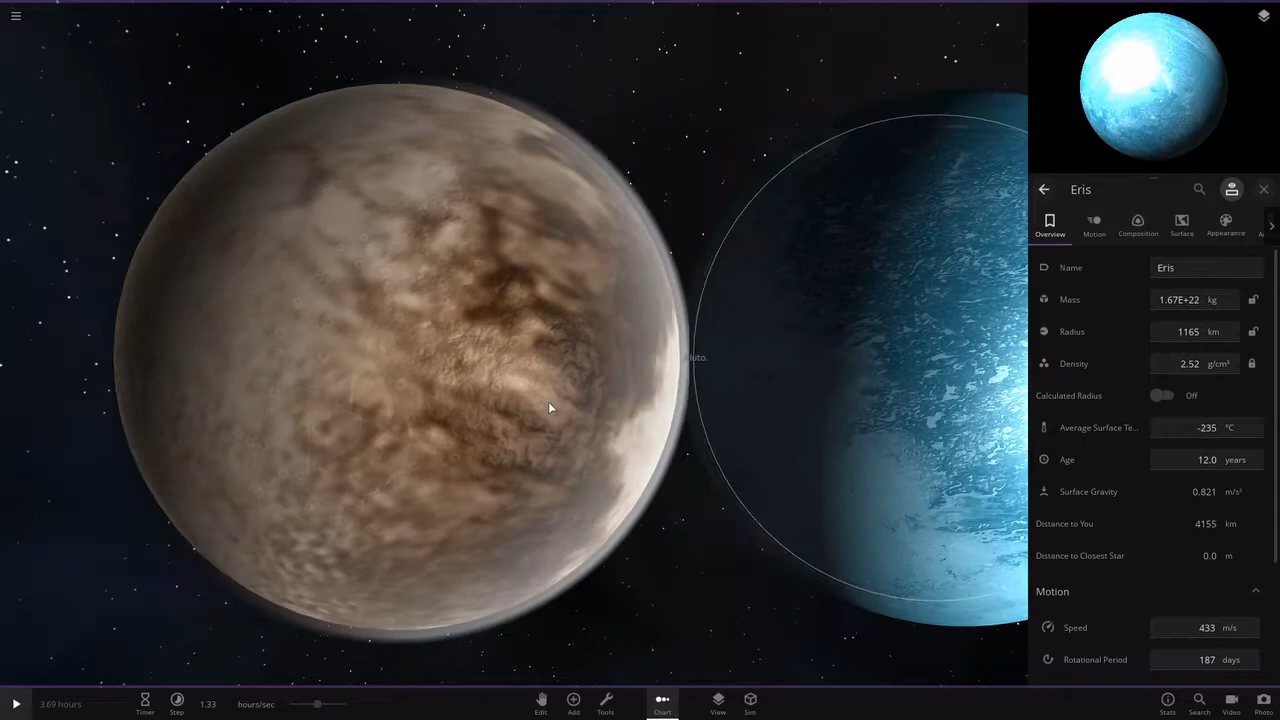 Eris
Overview
Motion
Composition
Surface
Appearance
Name Eris
Mass 1.67E+22 kg
Radius 1165 km
Density 2.52 g/cm³
Calculated Radius Off
Average Surface Te... -235 °C
Age 12.0 years
Surface Gravity 0.821 m/s²
Distance to You 4155 km
Distance to Closest Star 0.0 m
Motion
Speed 433 m/s
Rotational Period 187 days
3.69 hours
Timer
Step
1.33 hours/sec
Edit
Add
Tools
Chart
View
Sim
Stats
Search
Video
Photo